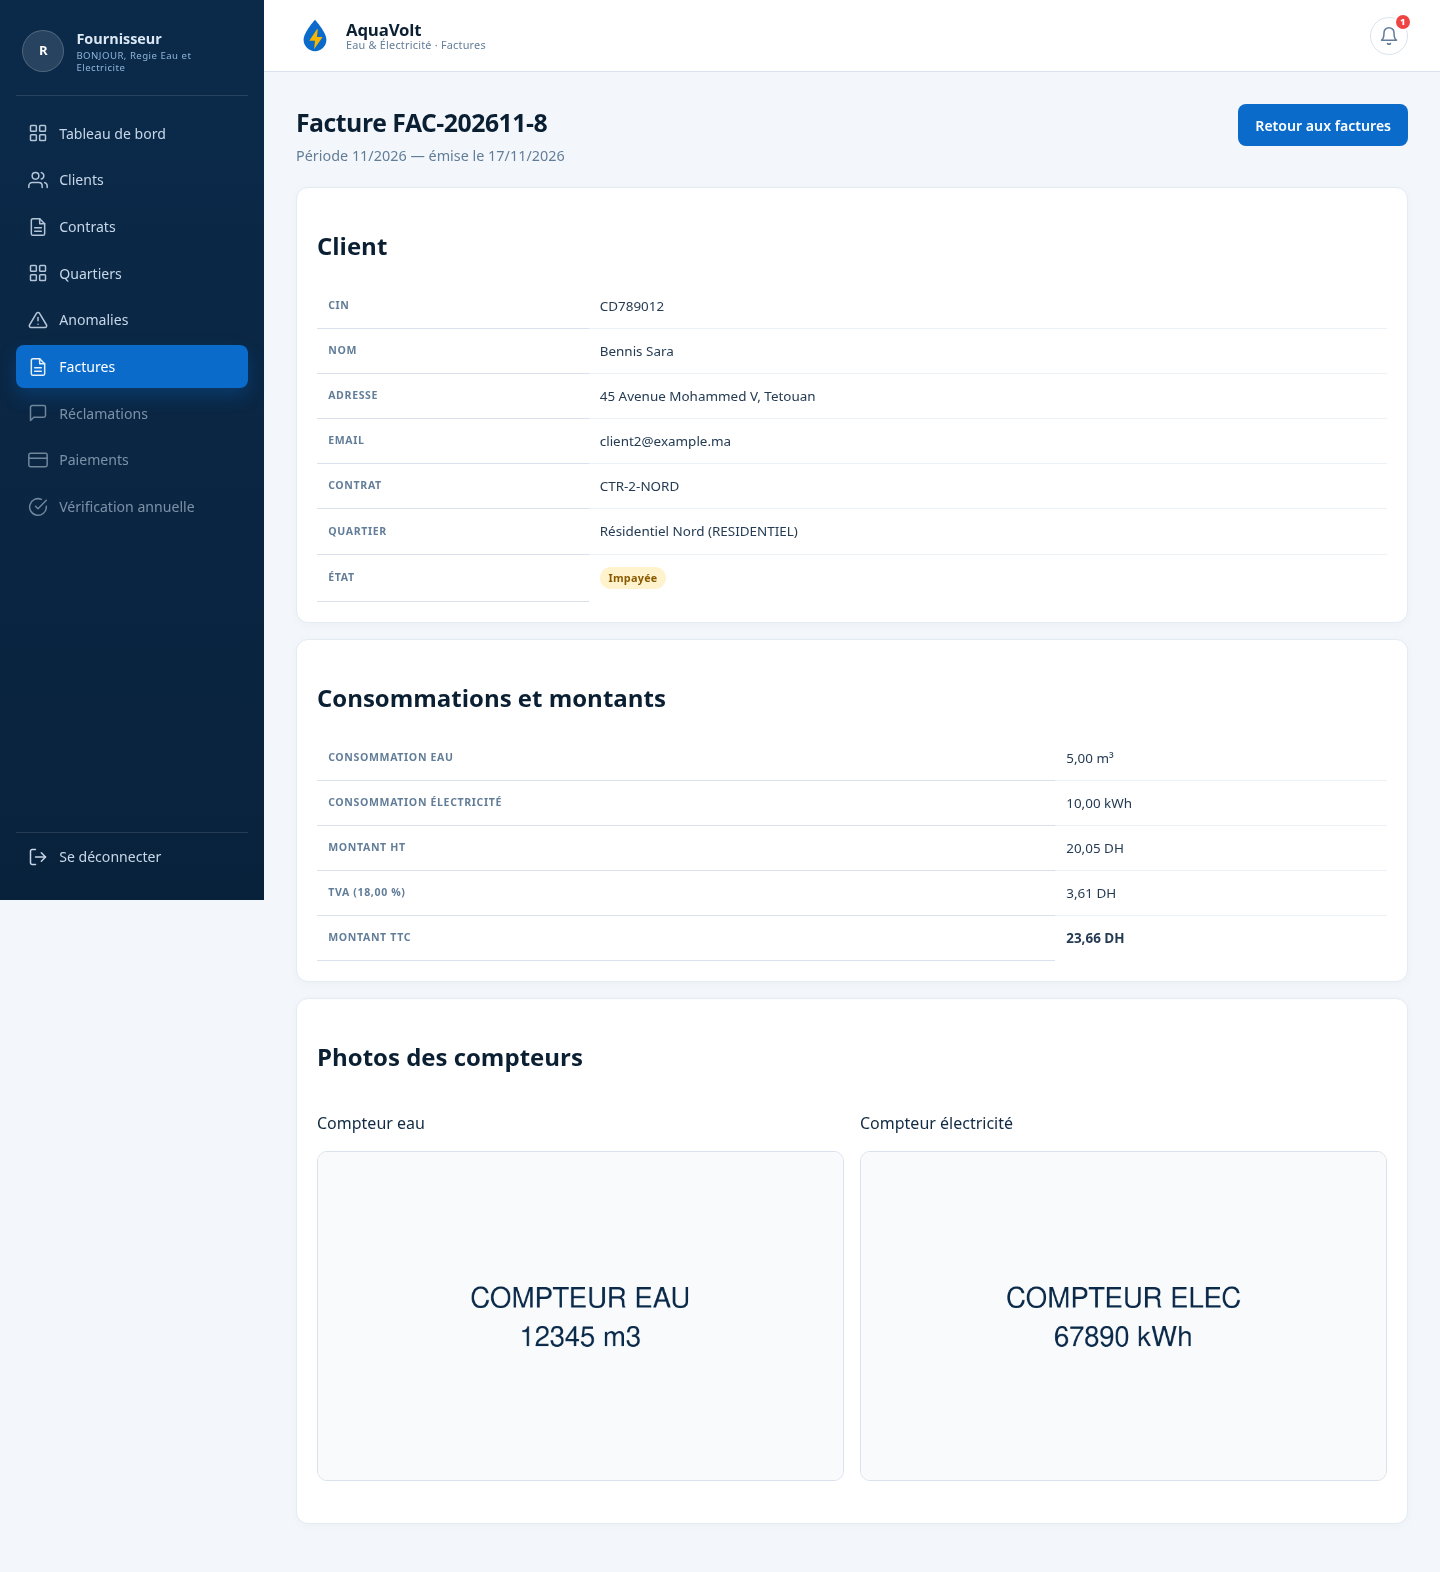 R
Fournisseur
BONJOUR, Regie Eau et
Electricite
Tableau de bord
Clients
Contrats
Quartiers
Anomalies
Factures
Réclamations
Paiements
Vérification annuelle
Se déconnecter
AquaVolt
Eau & Électricité · Factures
1
Facture FAC-202611-8
Période 11/2026 — émise le 17/11/2026
Retour aux factures
Client
CIN CD789012
NOM Bennis Sara
ADRESSE 45 Avenue Mohammed V, Tetouan
EMAIL client2@example.ma
CONTRAT CTR-2-NORD
QUARTIER Résidentiel Nord (RESIDENTIEL)
ÉTAT Impayée
Consommations et montants
CONSOMMATION EAU 5,00 m³
CONSOMMATION ÉLECTRICITÉ 10,00 kWh
MONTANT HT 20,05 DH
TVA (18,00 %) 3,61 DH
MONTANT TTC 23,66 DH
Photos des compteurs
Compteur eau
COMPTEUR EAU
12345 m3
Compteur électricité
COMPTEUR ELEC
67890 kWh